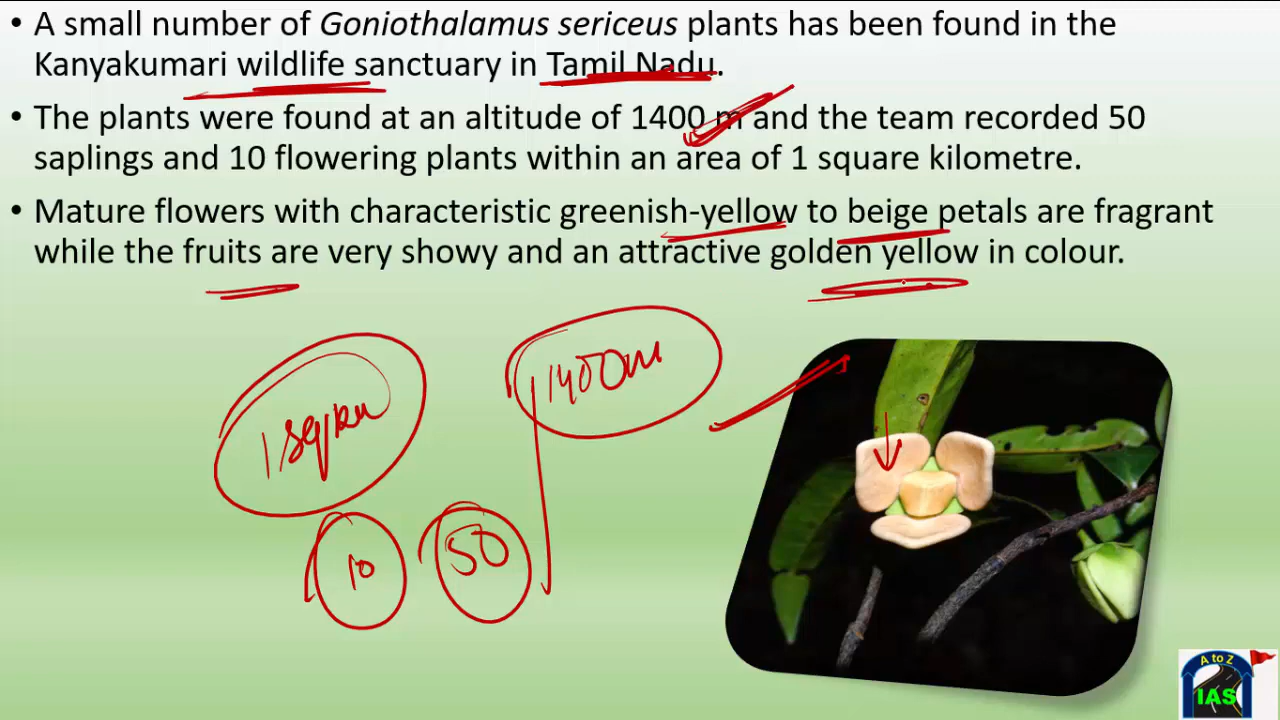 • A small number of Goniothalamus sericeus plants has been found in the
Kanyakumari wildlife sanctuary in Tamil Nadu.
• The plants were found at an altitude of 1400 m and the team recorded 50
saplings and 10 flowering plants within an area of 1 square kilometre.
• Mature flowers with characteristic greenish-yellow to beige petals are fragrant
while the fruits are very showy and an attractive golden yellow in colour.
1400m
1 sqkm
10
50
A to Z
IAS